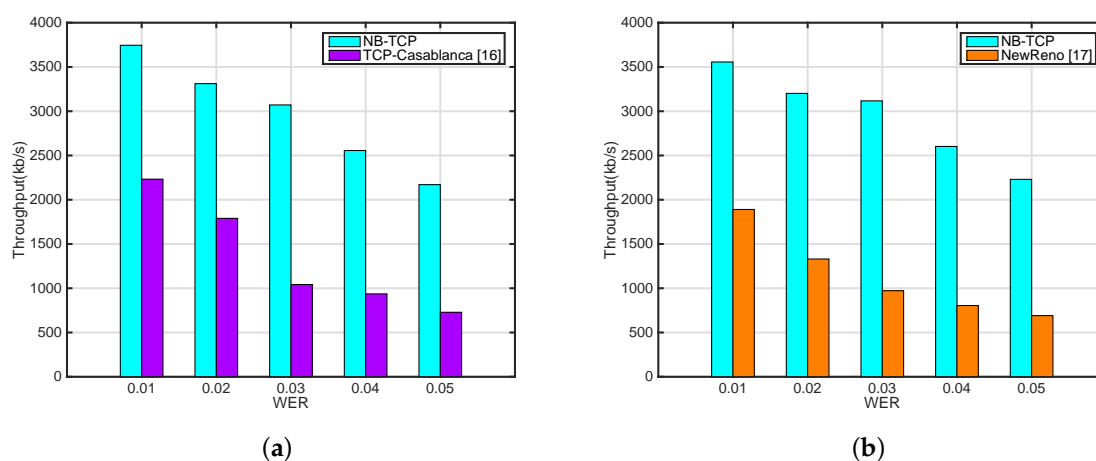 4000
3500
3000
2500
2000
1500
1000
500
0
Throughput(kb/s)
NB-TCP
TCP-Casablanca [16]
0.01 0.02 0.03 0.04 0.05
WER
(a)
4000
3500
3000
2500
2000
1500
1000
500
0
Throughput(kb/s)
NB-TCP
NewReno [17]
0.01 0.02 0.03 0.04 0.05
WER
(b)